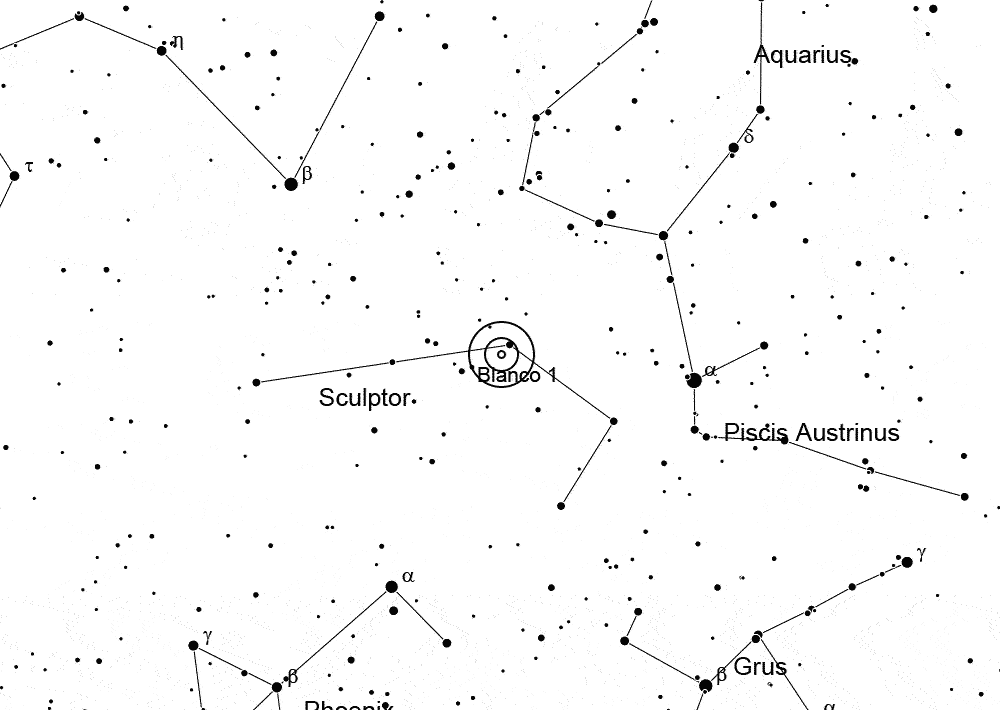 η
Aquarius
δ
τ
β
α
Blanco 1
Sculptor
Piscis Austrinus
γ
α
γ
β
Grus
β
Phoenix
α